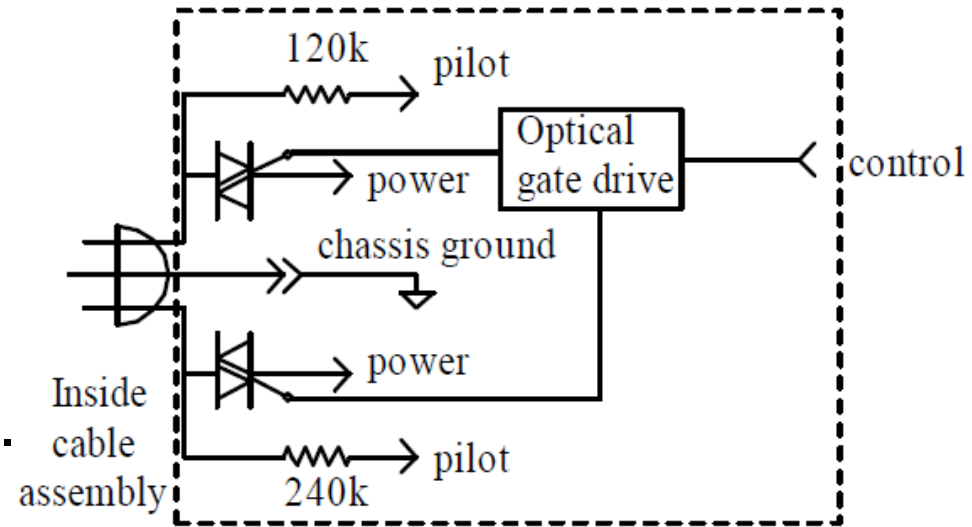 120k
pilot
Optical
gate drive
control
power
chassis ground
power
Inside
cable
assembly
pilot
240k